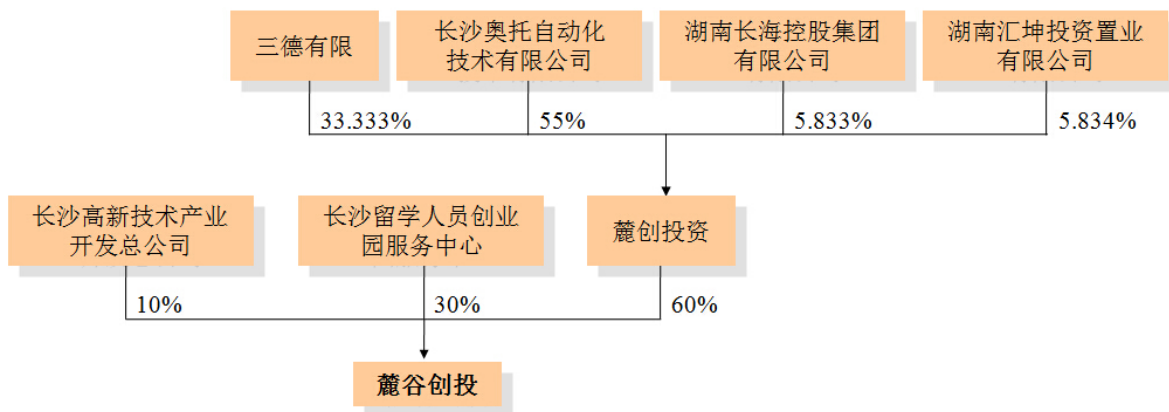 三德有限
长沙奥托自动化
技术有限公司
湖南长海控股集团
有限公司
湖南汇坤投资置业
有限公司
33.333%
55%
5.833%
5.834%
长沙高新技术产业
开发总公司
长沙留学人员创业
园服务中心
麓创投资
10%
30%
60%
麓谷创投